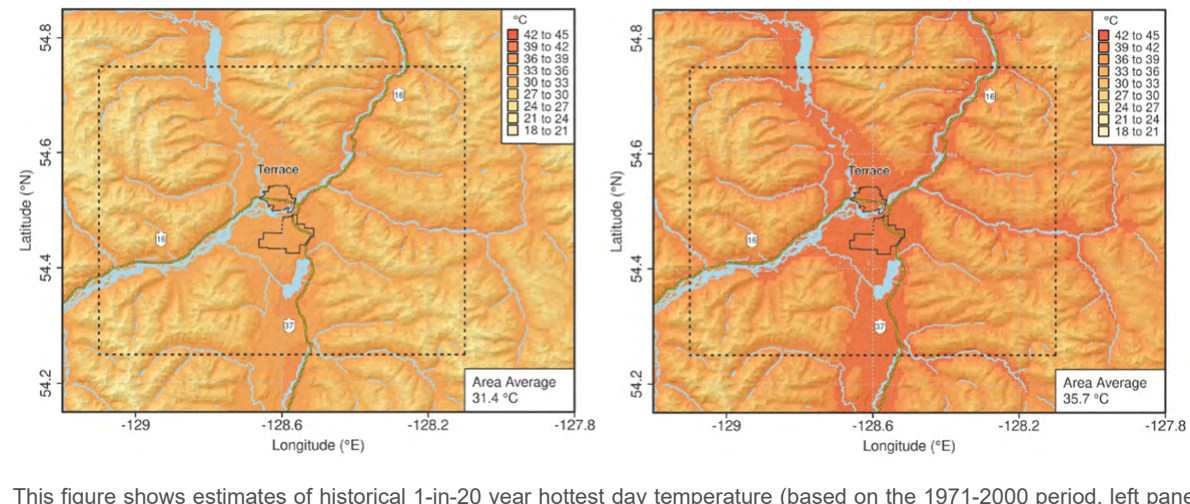 °C
42 to 45
39 to 42
36 to 39
33 to 36
30 to 33
27 to 30
24 to 27
21 to 24
18 to 21
54.8
54.6
54.4
54.2
Latitude (°N)
16
Terrace
16
37
Area Average
31.4 °C
-129
-128.6
-128.2
-127.8
Longitude (°E)
°C
42 to 45
39 to 42
36 to 39
33 to 36
30 to 33
27 to 30
24 to 27
21 to 24
18 to 21
54.8
54.6
54.4
54.2
Latitude (°N)
16
Terrace
16
37
Area Average
35.7 °C
-129
-128.6
-128.2
-127.8
Longitude (°E)
This figure shows estimates of historical 1-in-20 year hottest day temperature (based on the 1971-2000 period, left pane